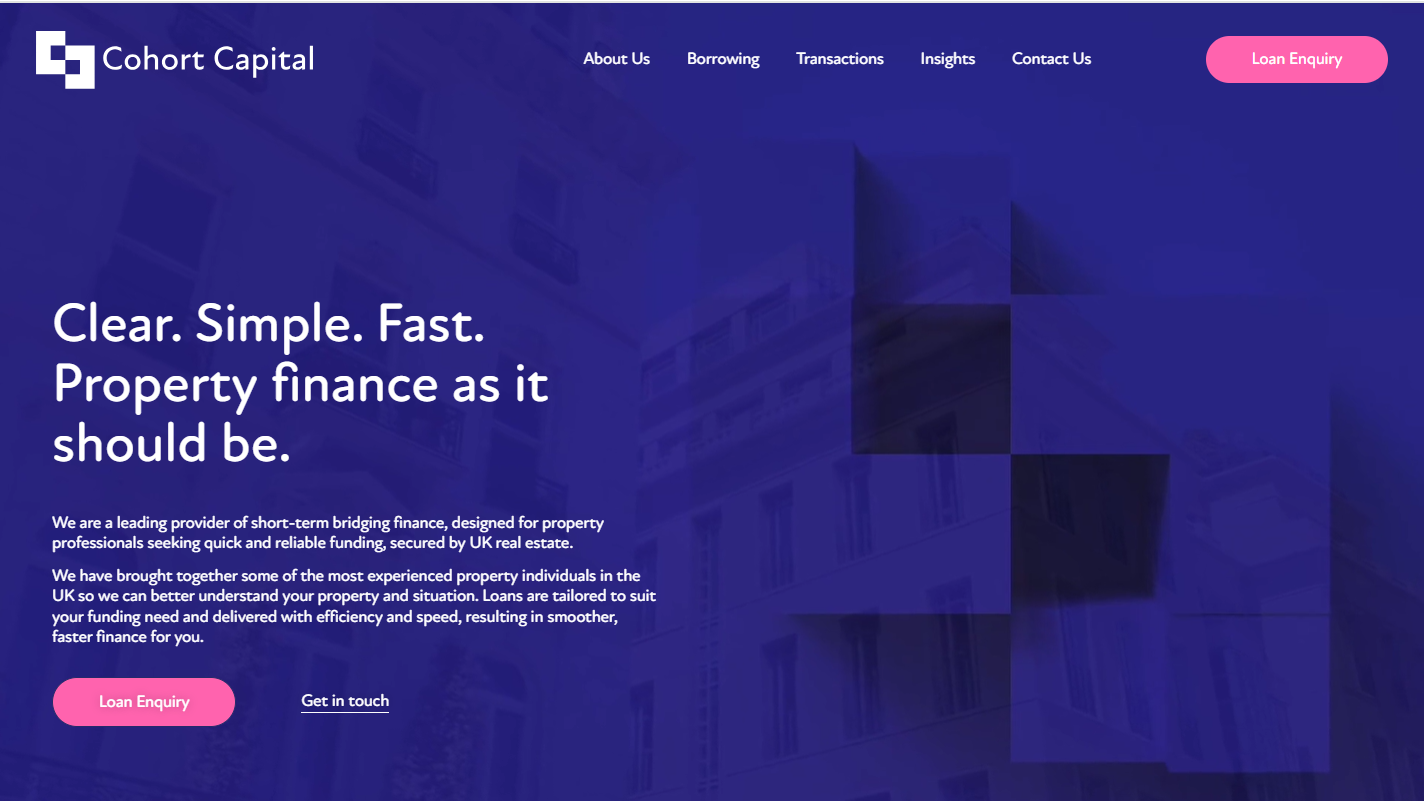 Cohort Capital
About Us
Borrowing
Transactions
Insights
Contact Us
Loan Enquiry
Clear. Simple. Fast.
Property finance as it
should be.
We are a leading provider of short-term bridging finance, designed for property
professionals seeking quick and reliable funding, secured by UK real estate.
We have brought together some of the most experienced property individuals in the
UK so we can better understand your property and situation. Loans are tailored to suit
your funding need and delivered with efficiency and speed, resulting in smoother,
faster finance for you.
Loan Enquiry
Get in touch